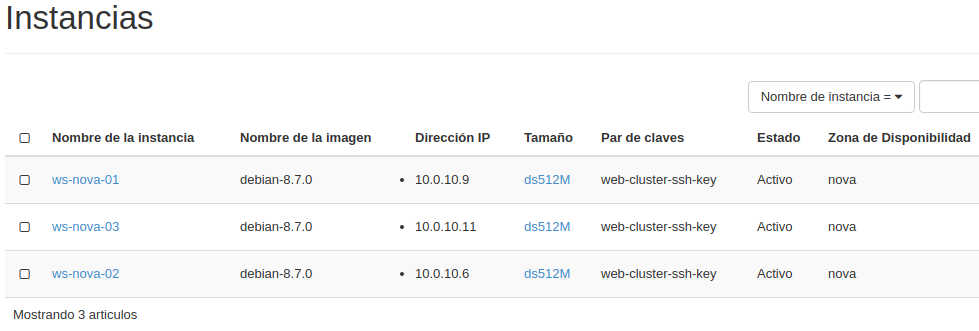 Instancias
Nombre de instancia =
Nombre de la instancia Nombre de la imagen Dirección IP Tamaño Par de claves Estado Zona de Disponibilidad
ws-nova-01 debian-8.7.0 • 10.0.10.9 ds512M web-cluster-ssh-key Activo nova
ws-nova-03 debian-8.7.0 • 10.0.10.11 ds512M web-cluster-ssh-key Activo nova
ws-nova-02 debian-8.7.0 • 10.0.10.6 ds512M web-cluster-ssh-key Activo nova
Mostrando 3 articulos